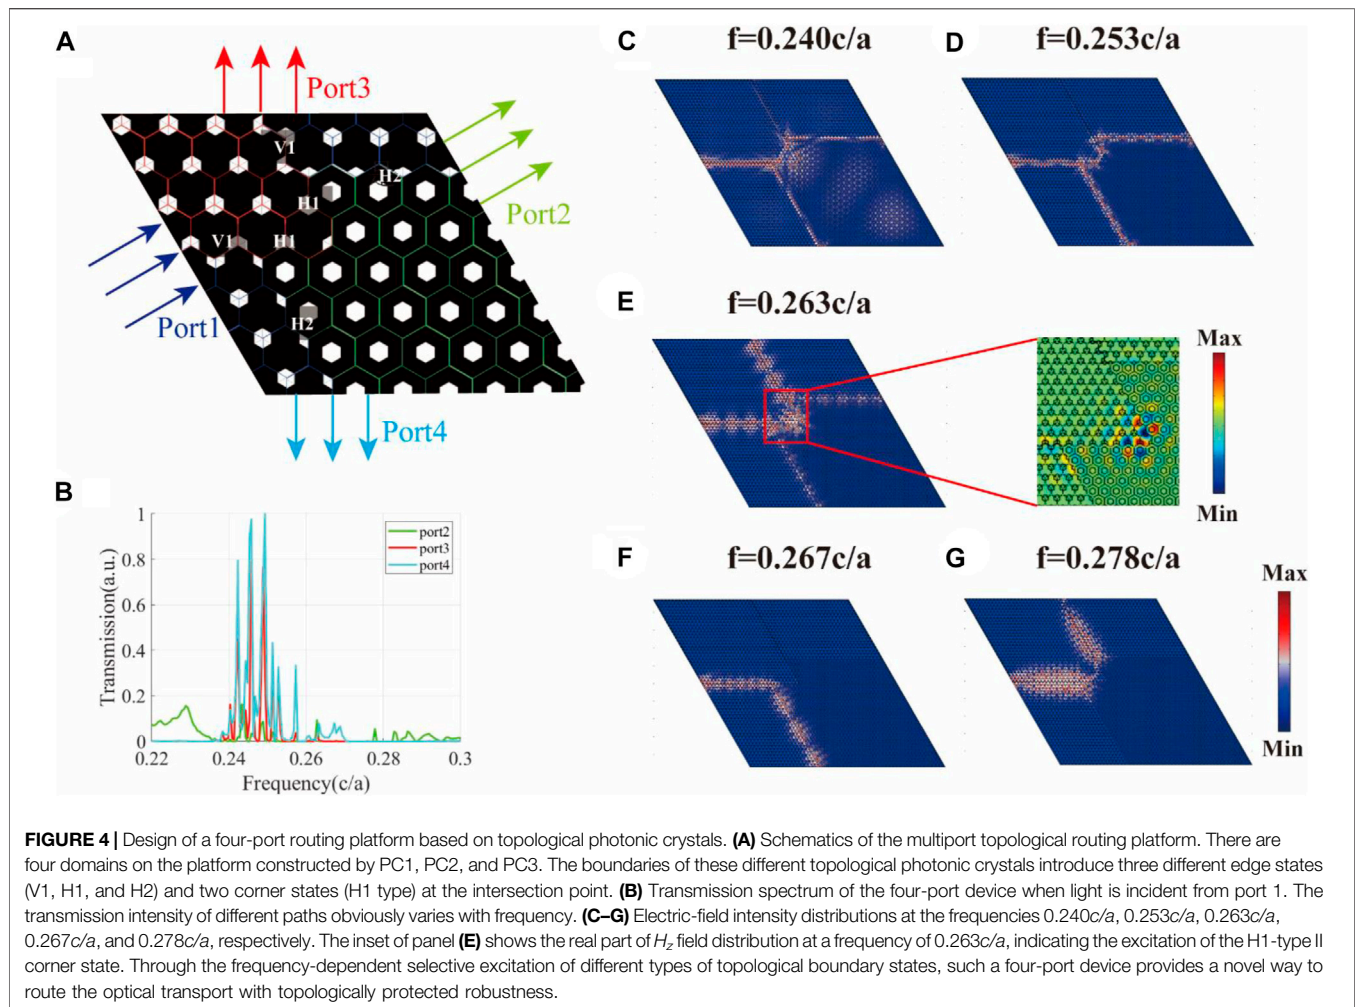 A
Port3
V1
H2
H1
Port2
V1
H1
Port1
H2
Port4
B
1
0.8
0.6
0.4
0.2
0
Transmission(a.u.)
port2
port3
port4
0.22
0.24
0.26
0.28
0.3
Frequency(c/a)
C
f=0.240c/a
D
f=0.253c/a
E
f=0.263c/a
Max
Min
F
f=0.267c/a
G
f=0.278c/a
Max
Min
FIGURE 4 | Design of a four-port routing platform based on topological photonic crystals. (A) Schematics of the multiport topological routing platform. There are
four domains on the platform constructed by PC1, PC2, and PC3. The boundaries of these different topological photonic crystals introduce three different edge states
(V1, H1, and H2) and two corner states (H1 type) at the intersection point. (B) Transmission spectrum of the four-port device when light is incident from port 1. The
transmission intensity of different paths obviously varies with frequency. (C–G) Electric-field intensity distributions at the frequencies 0.240c/a, 0.253c/a, 0.263c/a,
0.267c/a, and 0.278c/a, respectively. The inset of panel (E) shows the real part of Hz field distribution at a frequency of 0.263c/a, indicating the excitation of the H1-type II
corner state. Through the frequency-dependent selective excitation of different types of topological boundary states, such a four-port device provides a novel way to
route the optical transport with topologically protected robustness.